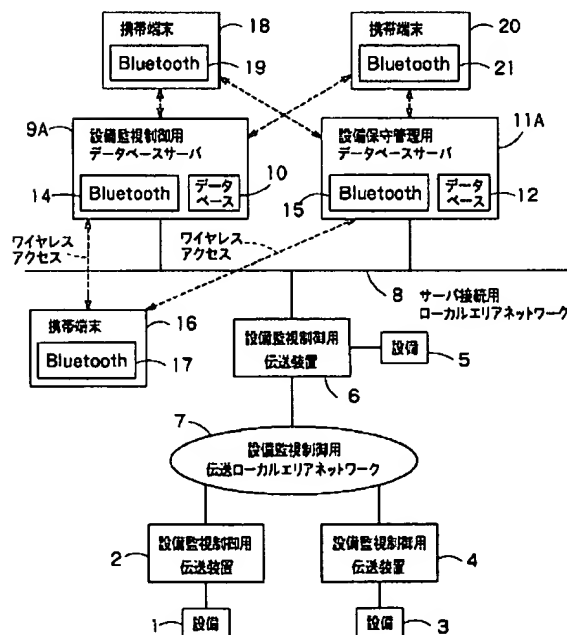 18
携帯端末
Bluetooth
19
20
携帯端末
Bluetooth
21
9A
設備監視制御用
データベースサーバ
14
Bluetooth
データ
ベース
10
11A
設備保守管理用
データベースサーバ
15
Bluetooth
データ
ベース
12
ワイヤレス
アクセス
ワイヤレス
アクセス
8
サーバ接続用
ローカルエリアネットワーク
携帯端末
16
Bluetooth
17
設備監視制御用
伝送装置
6
設備
5
7
設備監視制御用
伝送ローカルエリアネットワーク
2
設備監視制御用
伝送装置
設備監視制御用
伝送装置
4
1
設備
設備
3